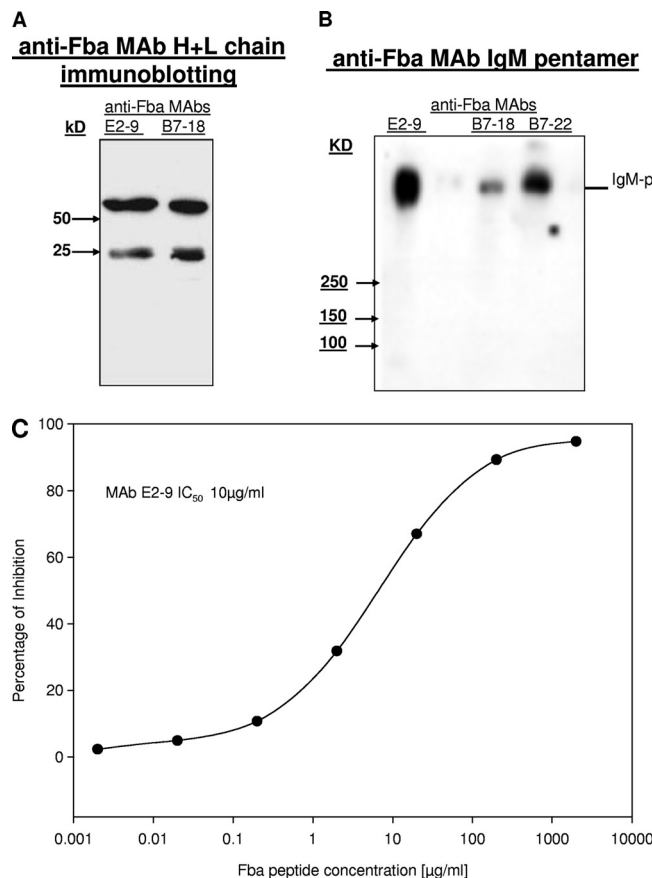 A
anti-Fba MAb H+L chain
immunoblotting
anti-Fba MAbs
kD E2-9 B7-18
50
25
B
anti-Fba MAb IgM pentamer
anti-Fba MAbs
E2-9 B7-18 B7-22
KD
IgM-p
250
150
100
C
100
80
60
40
20
0
MAb E2-9 IC₅₀ 10µg/ml
Percentage of Inhibition
0.001 0.01 0.1 1 10 100 1000 10000
Fba peptide concentration [µg/ml]